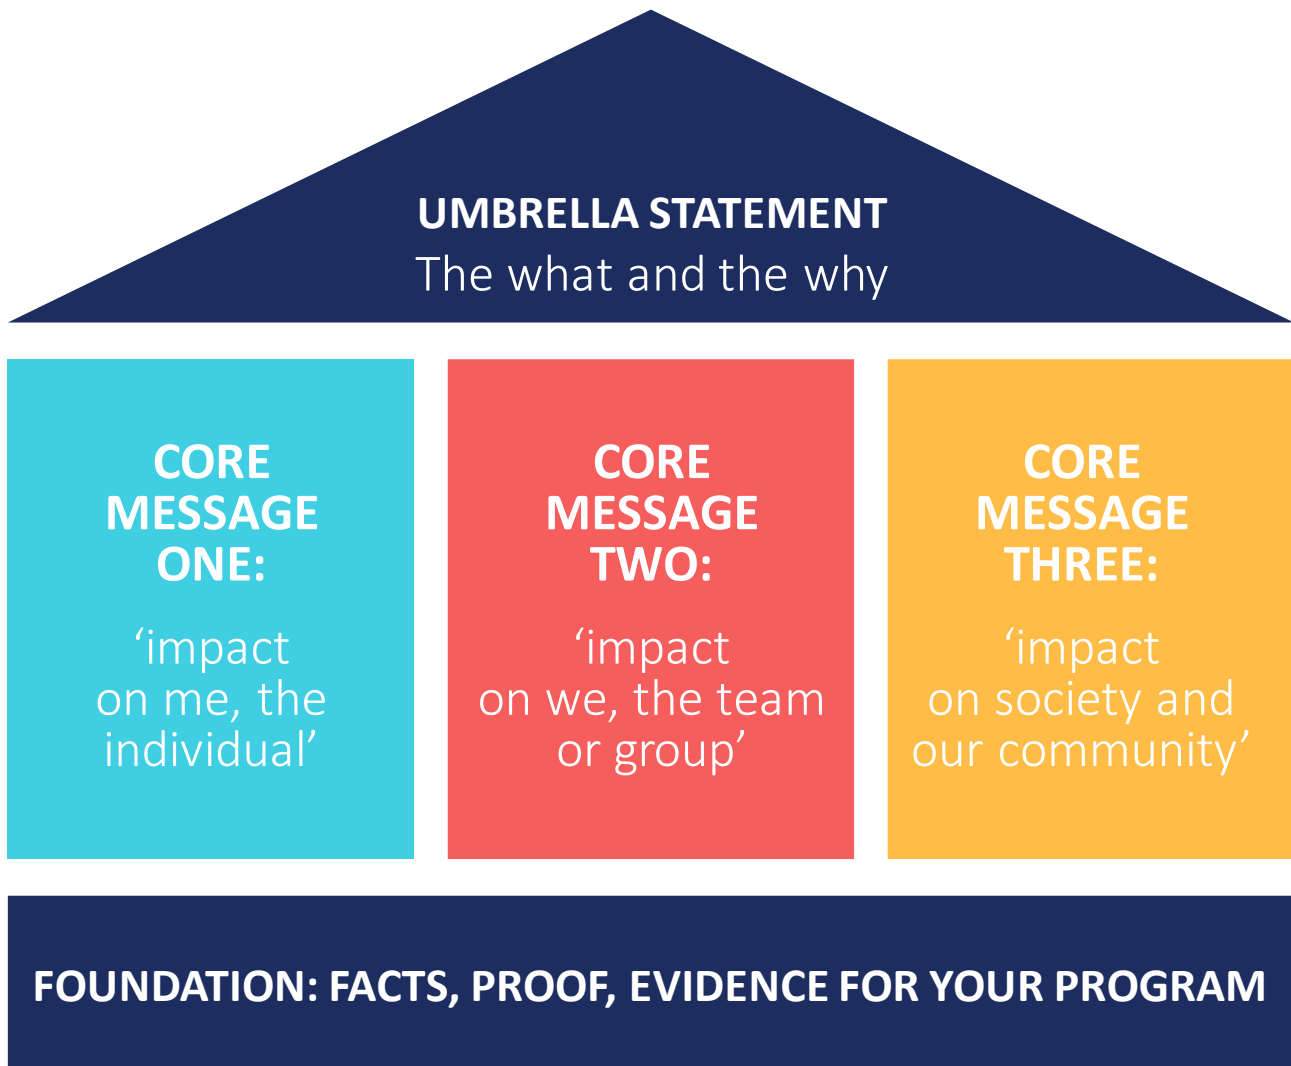 UMBRELLA STATEMENT
The what and the why
CORE
MESSAGE
ONE:
‘impact
on me, the
individual’
CORE
MESSAGE
TWO:
‘impact
on we, the team
or group’
CORE
MESSAGE
THREE:
‘impact
on society and
our community’
FOUNDATION: FACTS, PROOF, EVIDENCE FOR YOUR PROGRAM